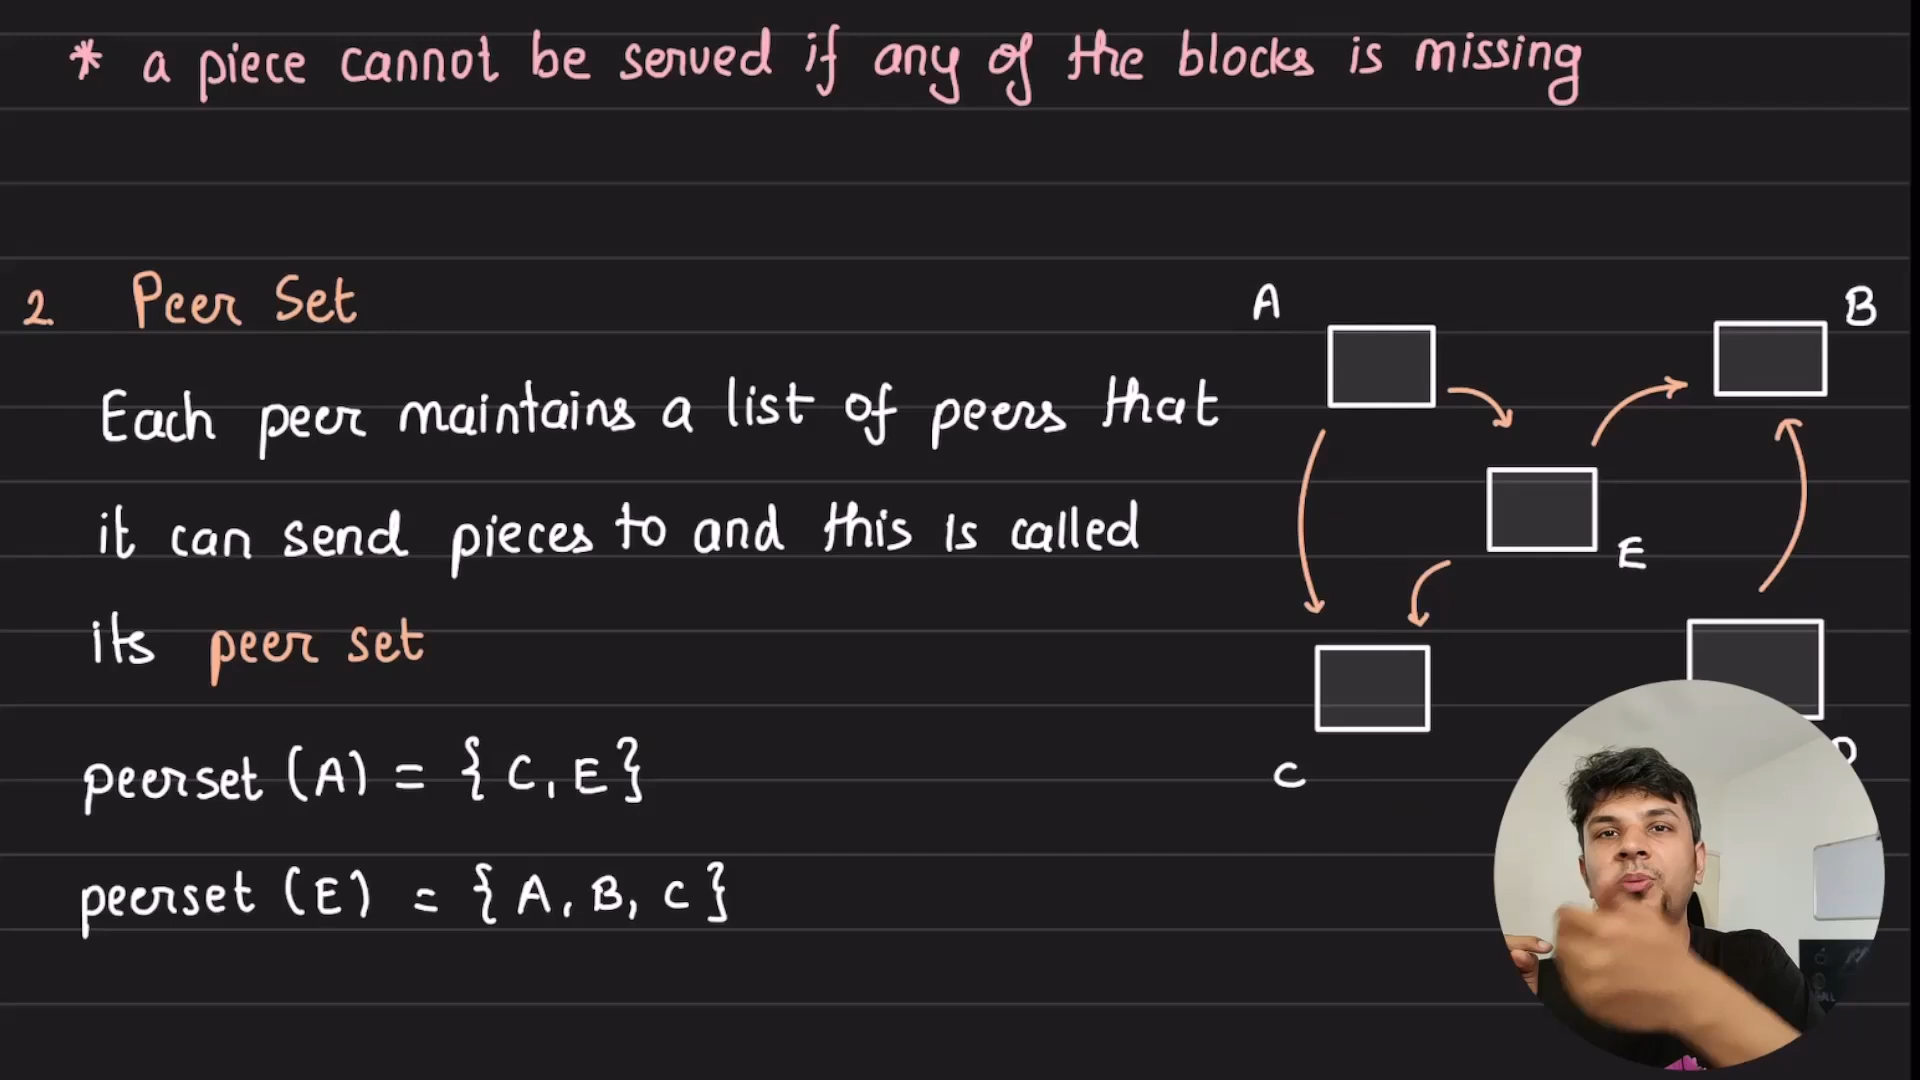 * a piece cannot be served if any of the blocks is missing
2. Peer Set
Each peer maintains a list of peers that
it can send pieces to and this is called
its peer set
peerset (A) = { C, E }
peerset (E) = { A, B, C }
A
B
E
C